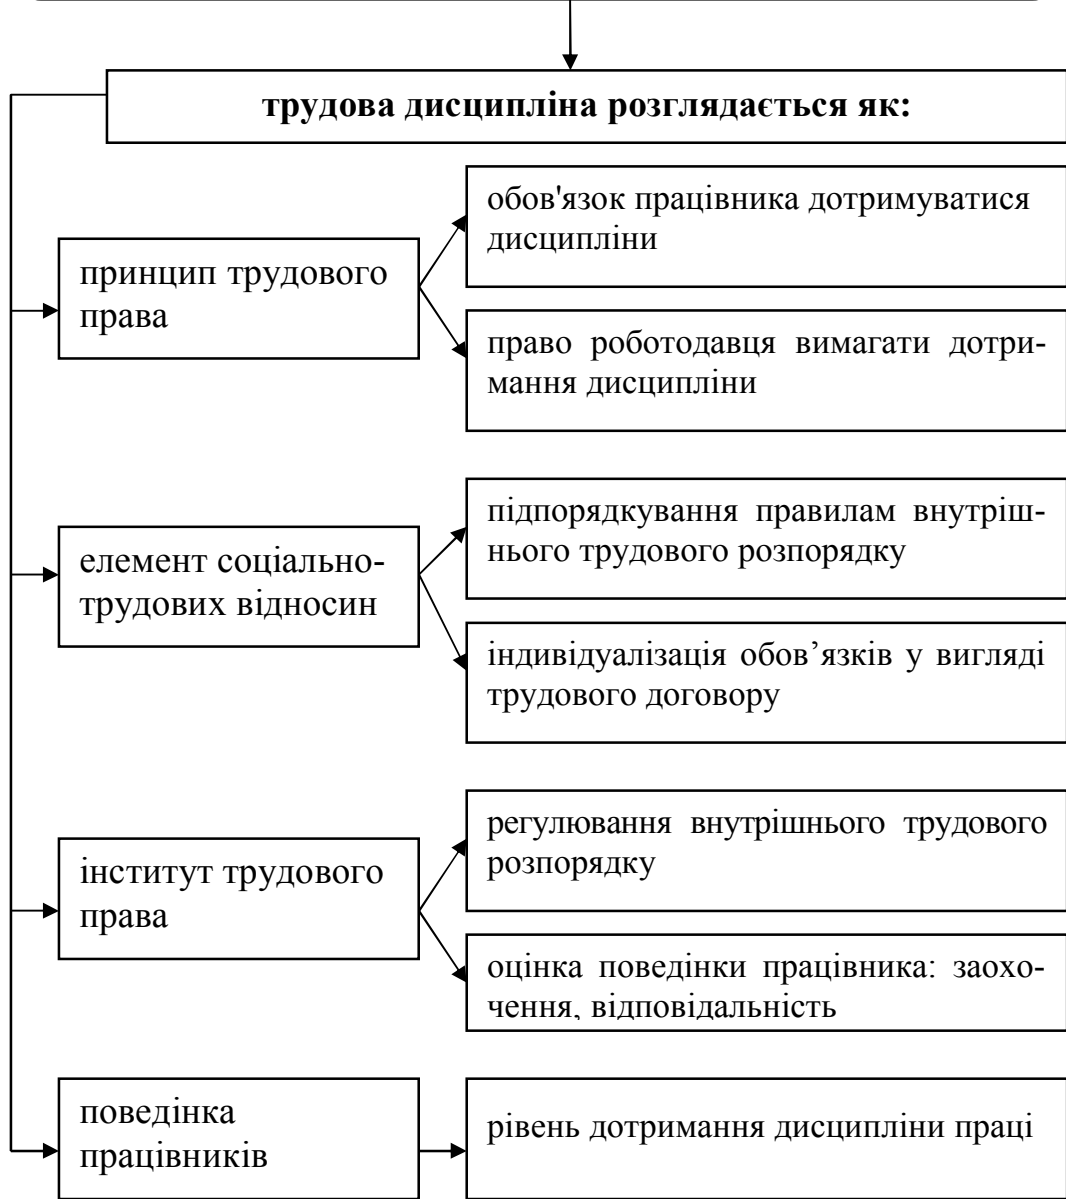 трудова дисципліна розглядається як:
принцип трудового
права
обов'язок працівника дотримуватися
дисципліни
право роботодавця вимагати дотри-
мання дисципліни
елемент соціально-
трудових відносин
підпорядкування правилам внутріш-
нього трудового розпорядку
індивідуалізація обов’язків у вигляді
трудового договору
інститут трудового
права
регулювання внутрішнього трудового
розпорядку
оцінка поведінки працівника: заохо-
чення, відповідальність
поведінка
працівників
рівень дотримання дисципліни праці